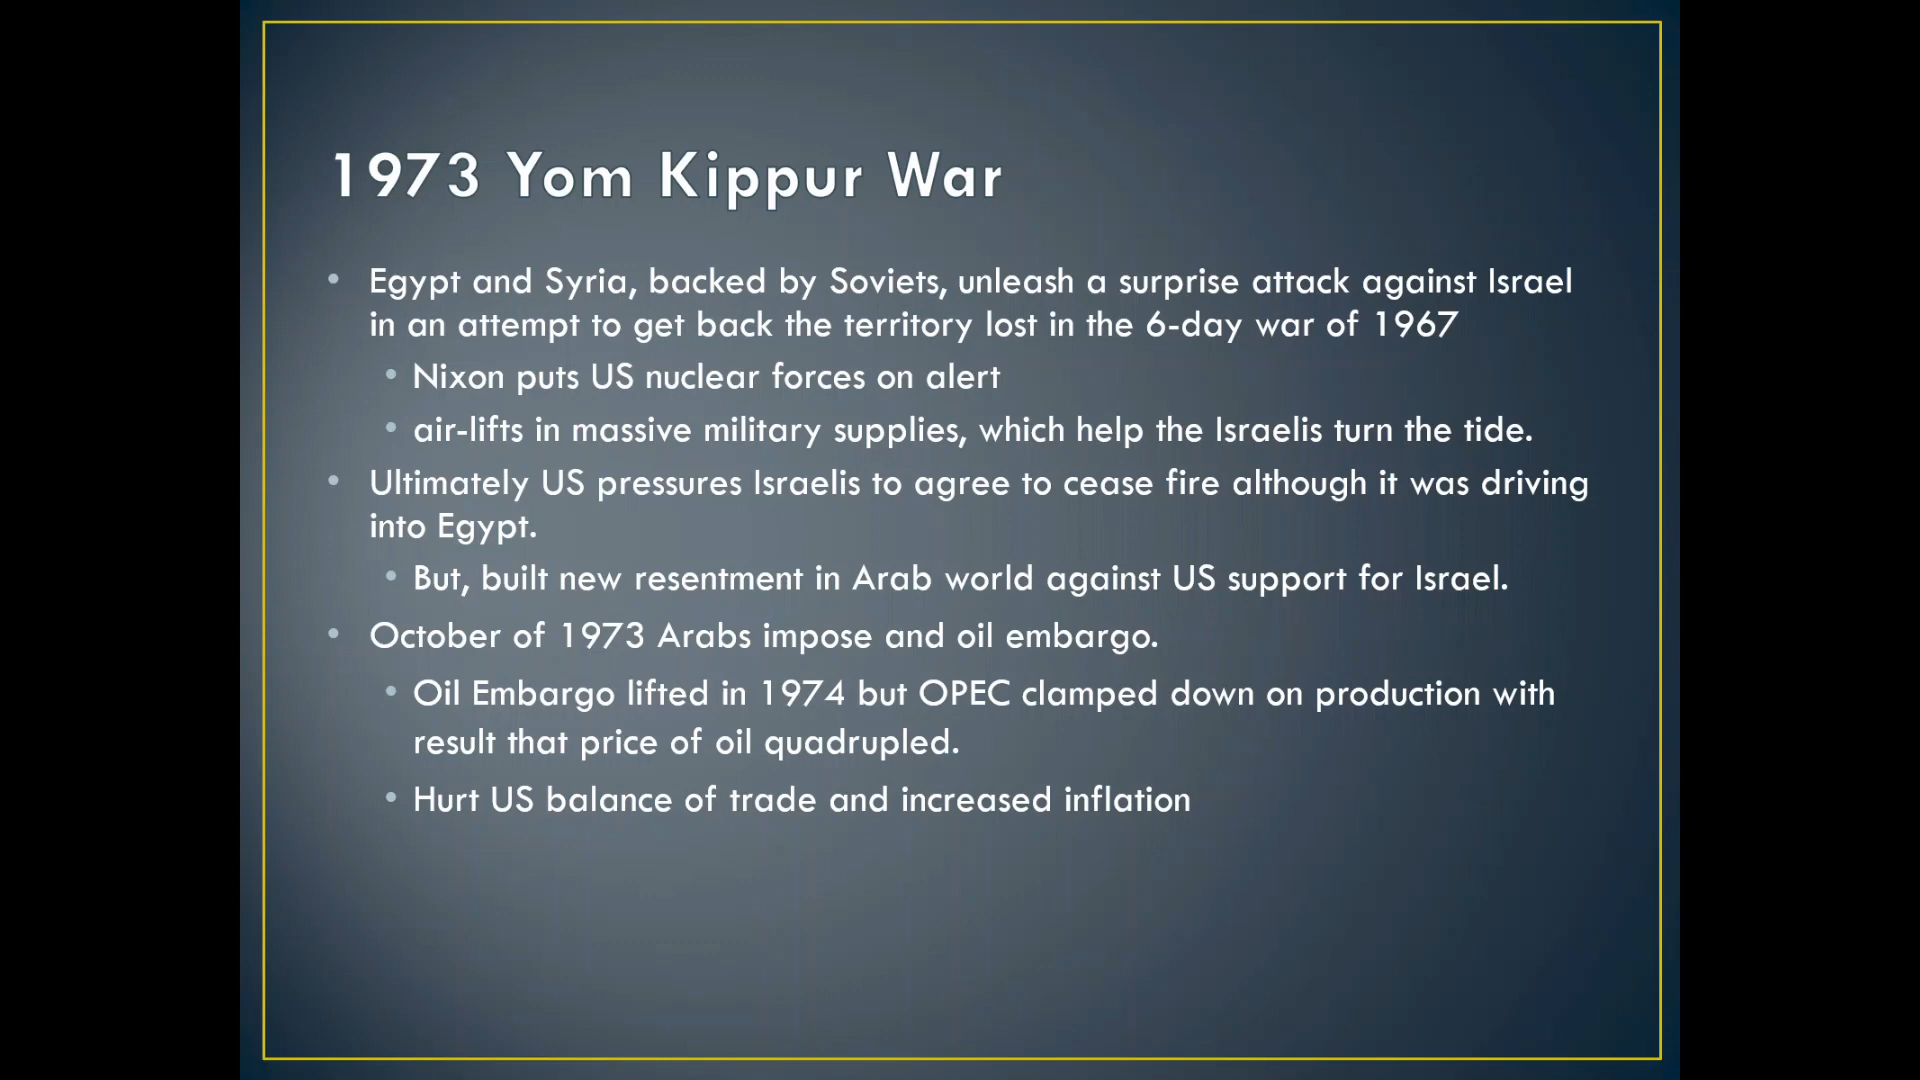 1973 Yom Kippur War
• Egypt and Syria, backed by Soviets, unleash a surprise attack against Israel
in an attempt to get back the territory lost in the 6-day war of 1967
• Nixon puts US nuclear forces on alert
• air-lifts in massive military supplies, which help the Israelis turn the tide.
• Ultimately US pressures Israelis to agree to cease fire although it was driving
into Egypt.
• But, built new resentment in Arab world against US support for Israel.
• October of 1973 Arabs impose and oil embargo.
• Oil Embargo lifted in 1974 but OPEC clamped down on production with
result that price of oil quadrupled.
• Hurt US balance of trade and increased inflation